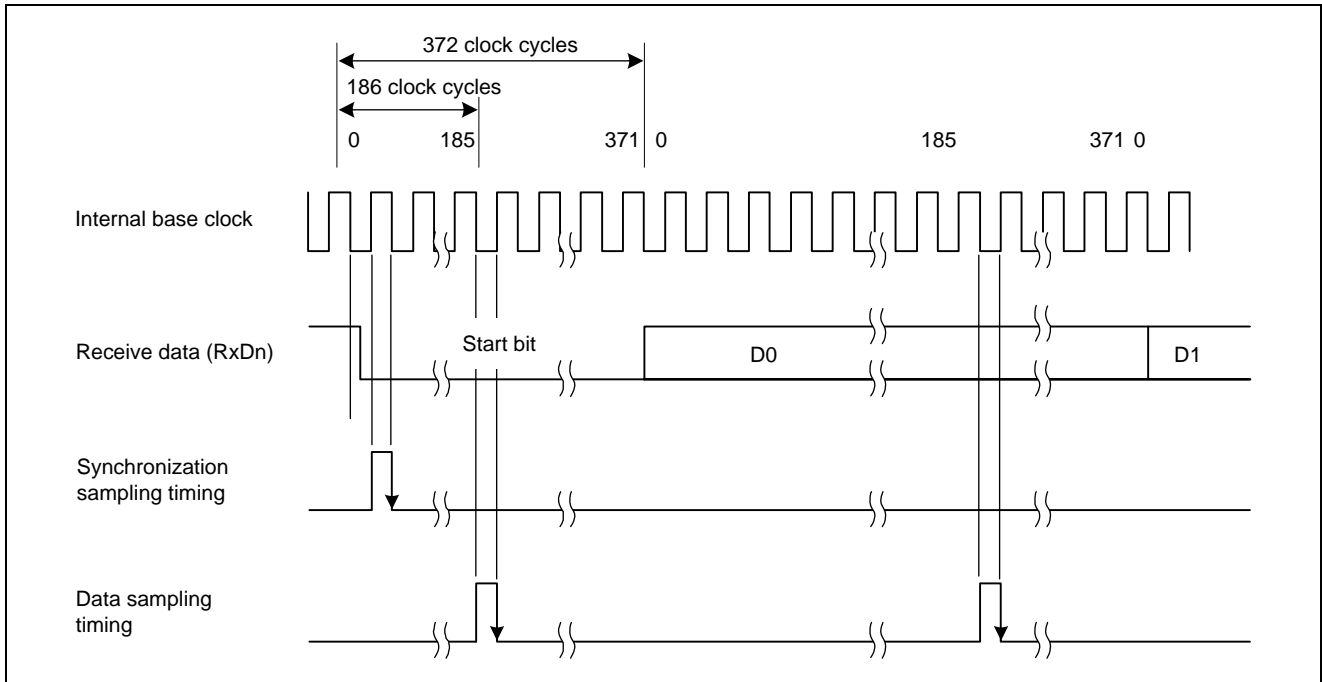 372 clock cycles
186 clock cycles
0 185 371 0 185 371 0
Internal base clock
Receive data (RxDn)
Start bit
D0
D1
Synchronization
sampling timing
Data sampling
timing